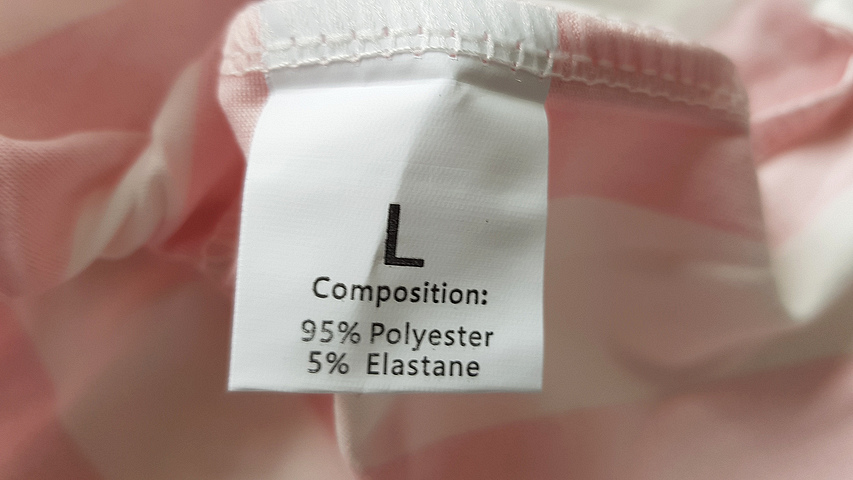 L
Composition:
95% Polyester
5% Elastane